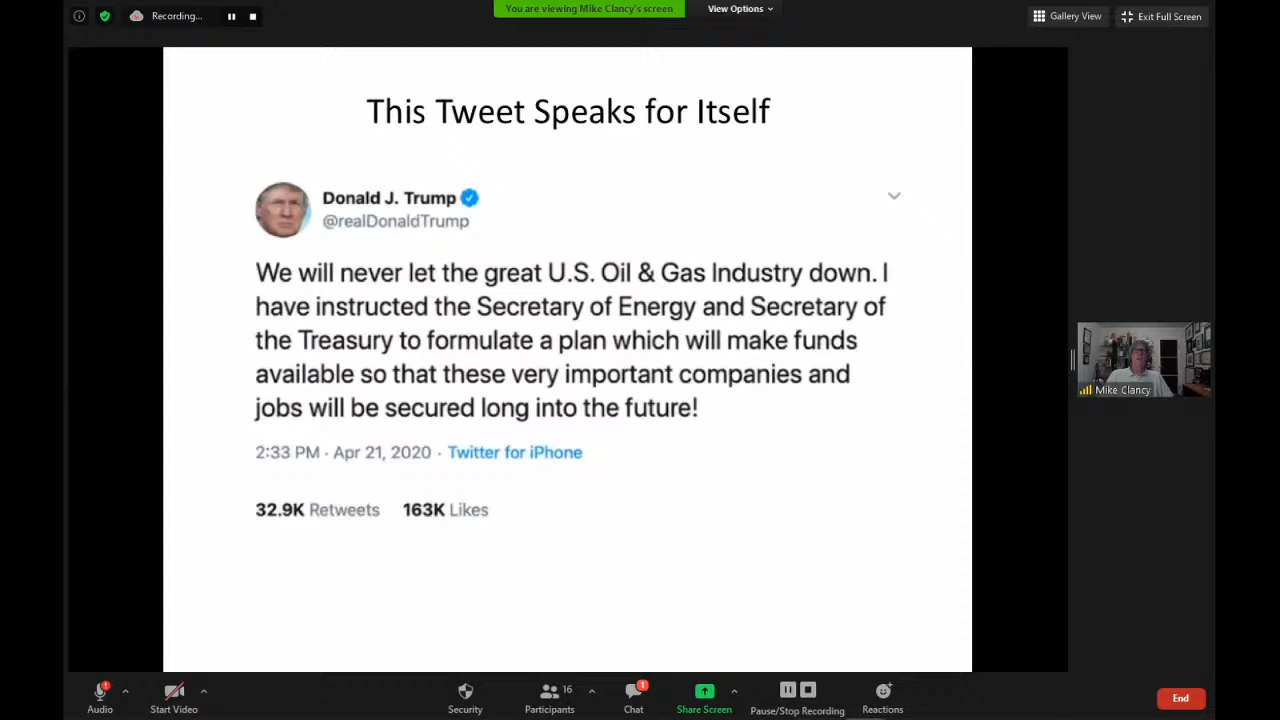 Recording...
You are viewing Mike Clancy's screen
View Options
Gallery View
Exit Full Screen
This Tweet Speaks for Itself
Donald J. Trump
@realDonaldTrump
We will never let the great U.S. Oil & Gas Industry down. I
have instructed the Secretary of Energy and Secretary of
the Treasury to formulate a plan which will make funds
available so that these very important companies and
jobs will be secured long into the future!
2:33 PM · Apr 21, 2020 · Twitter for iPhone
32.9K Retweets 163K Likes
Mike Clancy
Audio
Start Video
Security
16
Participants
1
Chat
Share Screen
Pause/Stop Recording
Reactions
End